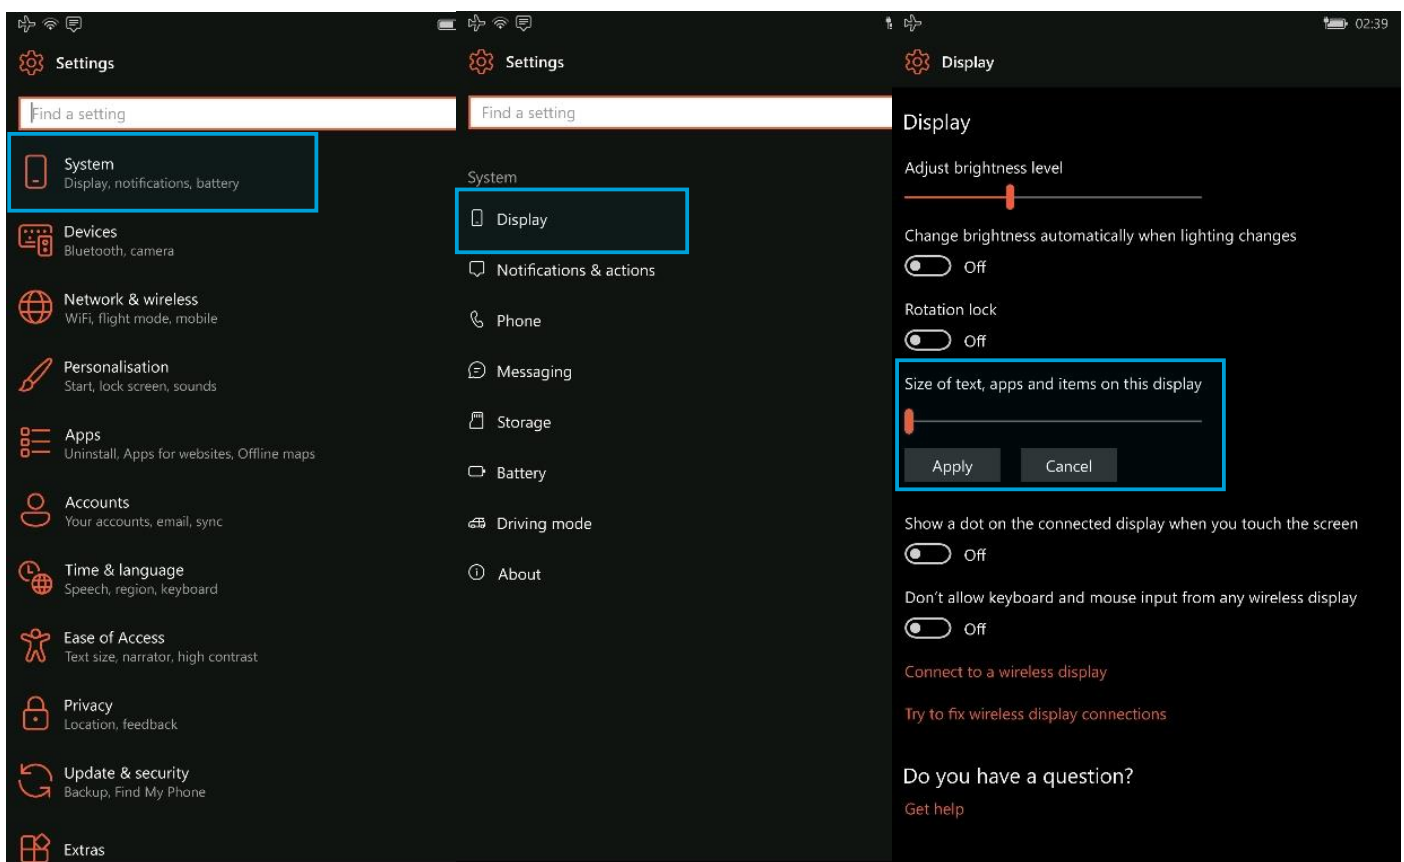 Settings
Find a setting
System
Display, notifications, battery
Devices
Bluetooth, camera
Network & wireless
WiFi, flight mode, mobile
Personalisation
Start, lock screen, sounds
Apps
Uninstall, Apps for websites, Offline maps
Accounts
Your accounts, email, sync
Time & language
Speech, region, keyboard
Ease of Access
Text size, narrator, high contrast
Privacy
Location, feedback
Update & security
Backup, Find My Phone
Extras
Settings
Find a setting
System
Display
Notifications & actions
Phone
Messaging
Storage
Battery
Driving mode
About
02:39
Display
Display
Adjust brightness level
Change brightness automatically when lighting changes
Off
Rotation lock
Off
Size of text, apps and items on this display
Apply Cancel
Show a dot on the connected display when you touch the screen
Off
Don't allow keyboard and mouse input from any wireless display
Off
Connect to a wireless display
Try to fix wireless display connections
Do you have a question?
Get help